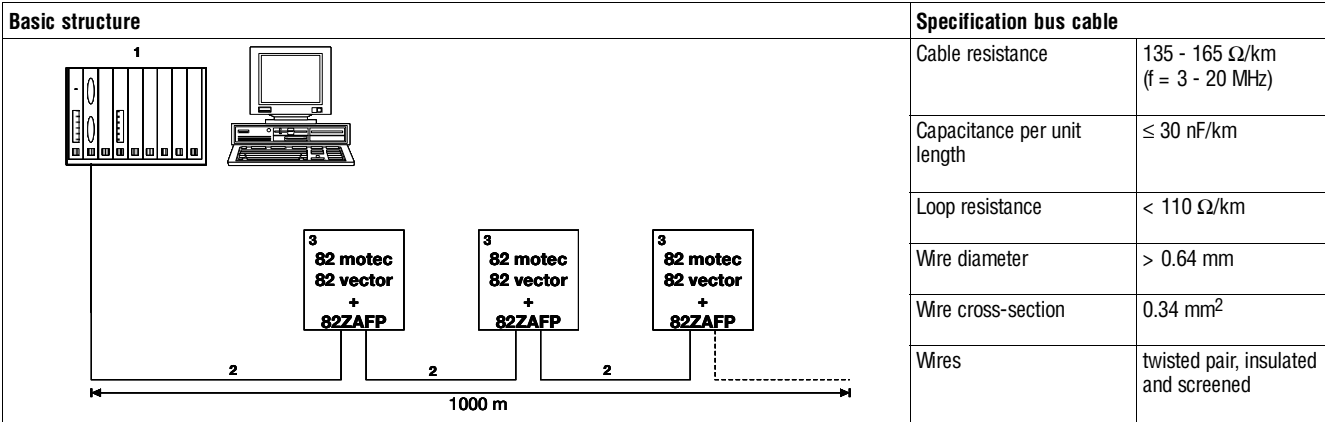 Basic structure
Specification bus cable
1
3
82 motec
82 vector
+
82ZAFP
3
82 motec
82 vector
+
82ZAFP
3
82 motec
82 vector
+
82ZAFP
2
2
2
1000 m
Cable resistance
135 - 165 Ω/km
(f = 3 - 20 MHz)
Capacitance per unit
length
≤ 30 nF/km
Loop resistance
< 110 Ω/km
Wire diameter
> 0.64 mm
Wire cross-section
0.34 mm²
Wires
twisted pair, insulated
and screened